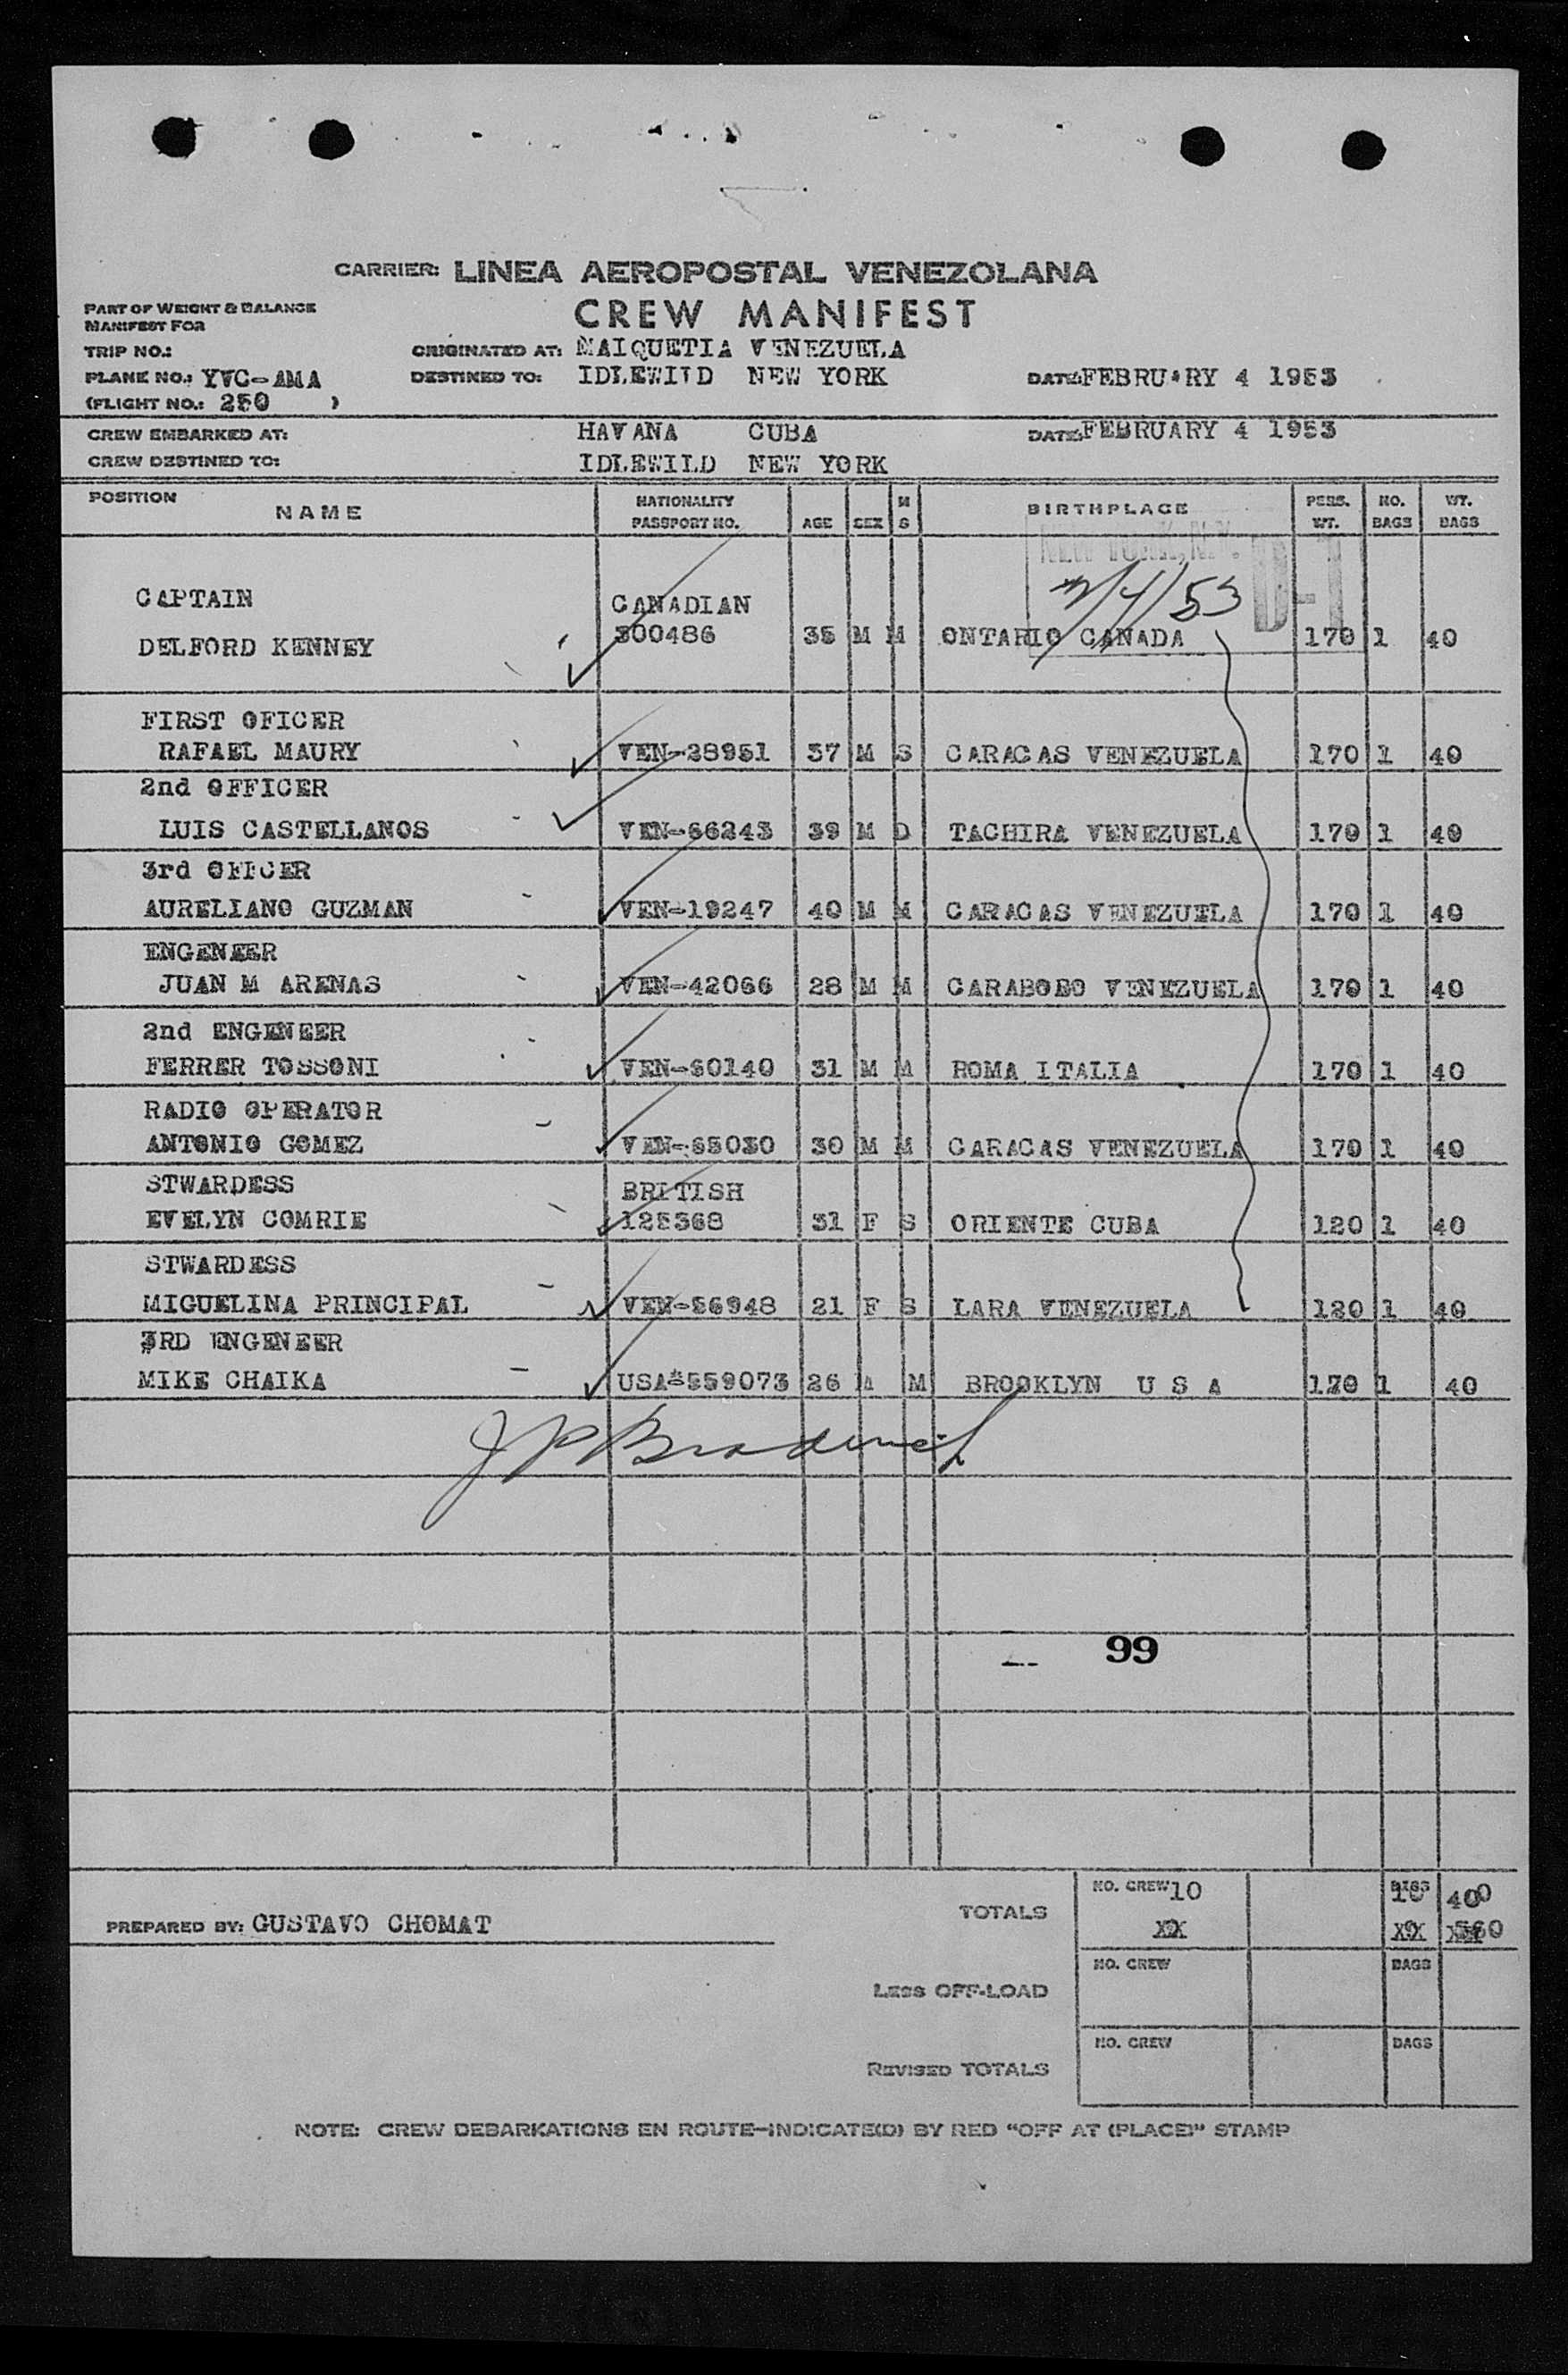 CARRIER: LINEA AEROPOSTAL VENEZOLANA
PART OF WEIGHT & BALANCE
MANIFEST FOR
CREW MANIFEST
TRIP NO.:
ORIGINATED AT: MAIQUETIA VENEZUELA
PLANE NO.: YVC-AMA DESTINED TO: IDLEWILD NEW YORK DATE: FEBRUARY 4 1953
(FLIGHT NO.: 250 )
CREW EMBARKED AT: HAVANA CUBA DATE: FEBRUARY 4 1953
CREW DESTINED TO: IDLEWILD NEW YORK
POSITION NAME NATIONALITY PASSPORT NO. AGE SEX M S BIRTHPLACE PERS. WT. NO. BAGS WT. BAGS
NEW YORK, N.Y.
2/4/53 D-1
CAPTAIN CANADIAN
DELFORD KENNEY 300486 35 M M ONTARIO CANADA 170 1 40
FIRST OFICER
RAFAEL MAURY VEN-28951 37 M S CARACAS VENEZUELA 170 1 40
2nd OFFICER
LUIS CASTELLANOS VEN-66243 39 M D TACHIRA VENEZUELA 170 1 40
3rd OFFCER
AURELIANO GUZMAN VEN-19247 40 M M CARACAS VENEZUELA 170 1 40
ENGENEER
JUAN M ARENAS VEN-42066 28 M M CARABOBO VENEZUELA 170 1 40
2nd ENGENEER
FERRER TOSSONI VEN-60140 31 M M ROMA ITALIA 170 1 40
RADIO OPERATOR
ANTONIO GOMEZ VEN-65030 30 M M CARACAS VENEZUELA 170 1 40
STWARDESS BRITISH
EVELYN COMRIE 125368 31 F S ORIENTE CUBA 120 1 40
STWARDESS
MIGUELINA PRINCIPAL VEN-56948 21 F S LARA VENEZUELA 120 1 40
3RD ENGENEER
MIKE CHAIKA USA*559073 26 M BROOKLYN U S A 170 1 40
99
NO. CREW 10 BAGS 10 400
TOTALS
PREPARED BY: GUSTAVO CHOMAT
XX XX 360
NO. CREW BAGS
LESS OFF-LOAD
NO. CREW BAGS
REVISED TOTALS
NOTE: CREW DEBARKATIONS EN ROUTE—INDICATE(D) BY RED "OFF AT (PLACE)" STAMP